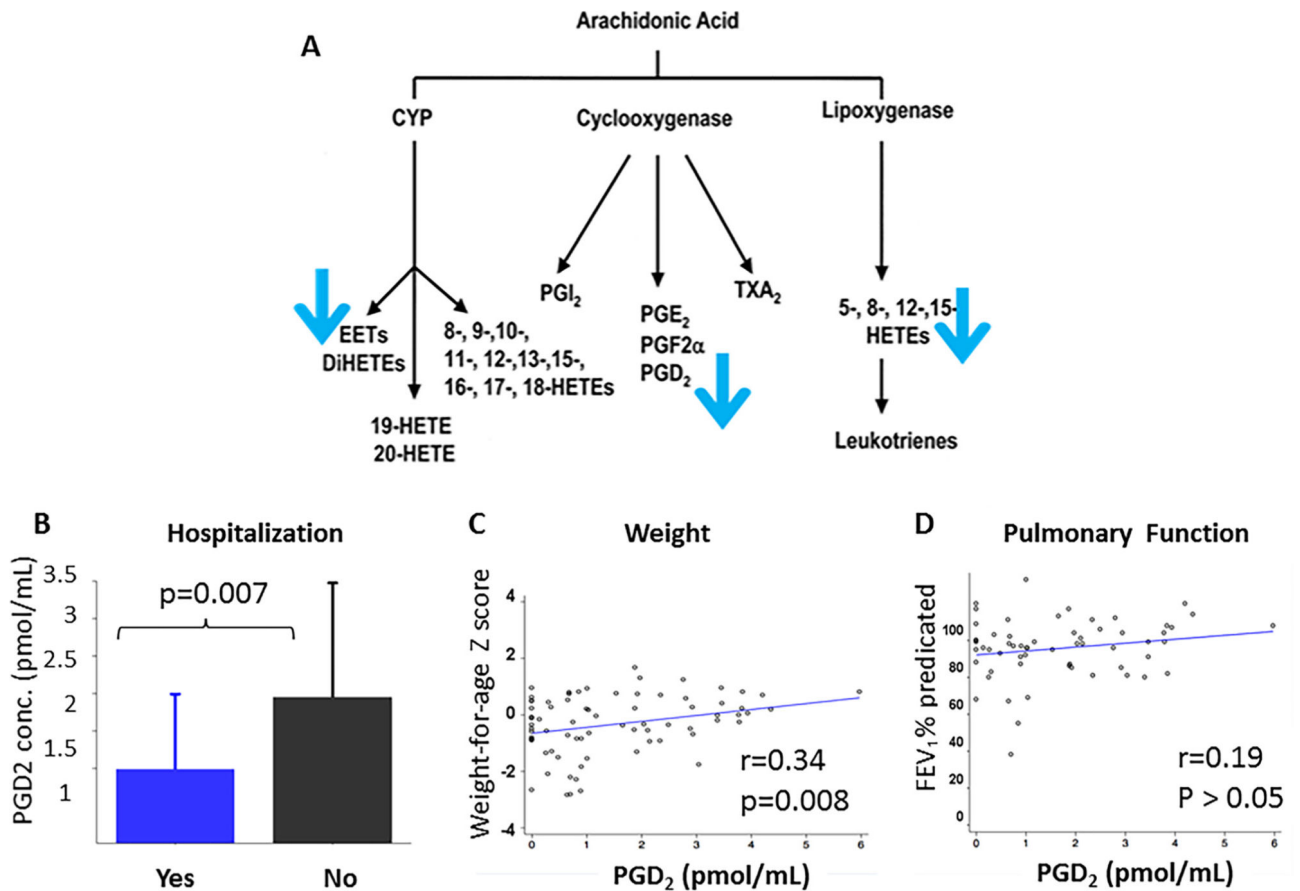 A
Arachidonic Acid
CYP
Cyclooxygenase
Lipoxygenase
EETs
DiHETEs
8-, 9-,10-,
11-, 12-,13-,15-,
16-, 17-, 18-HETEs
19-HETE
20-HETE
PGI₂
PGE₂
PGF2α
PGD₂
TXA₂
5-, 8-, 12-,15-
HETEs
Leukotrienes
B
Hospitalization
PGD2 conc. (pmol/mL)
3.5
3
2.5
2
1.5
1
p=0.007
Yes
No
C
Weight
Weight-for-age Z score
4
2
0
-2
-4
r=0.34
p=0.008
0 1 2 3 4 5 6
PGD₂ (pmol/mL)
D
Pulmonary Function
FEV₁% predicated
100
80
60
40
20
0
r=0.19
P > 0.05
0 1 2 3 4 5 6
PGD₂ (pmol/mL)